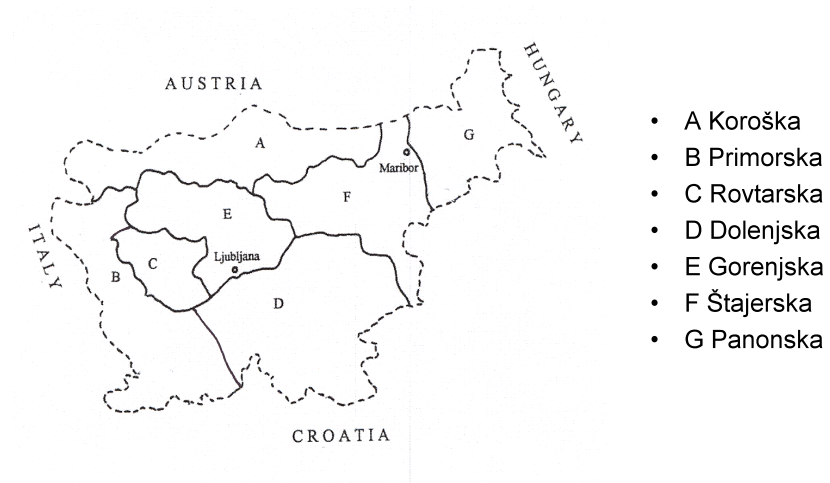 AUSTRIA
HUNGARY
ITALY
CROATIA
A
B
C
D
E
F
G
Maribor
Ljubljana
• A Koroška
• B Primorska
• C Rovtarska
• D Dolenjska
• E Gorenjska
• F Štajerska
• G Panonska